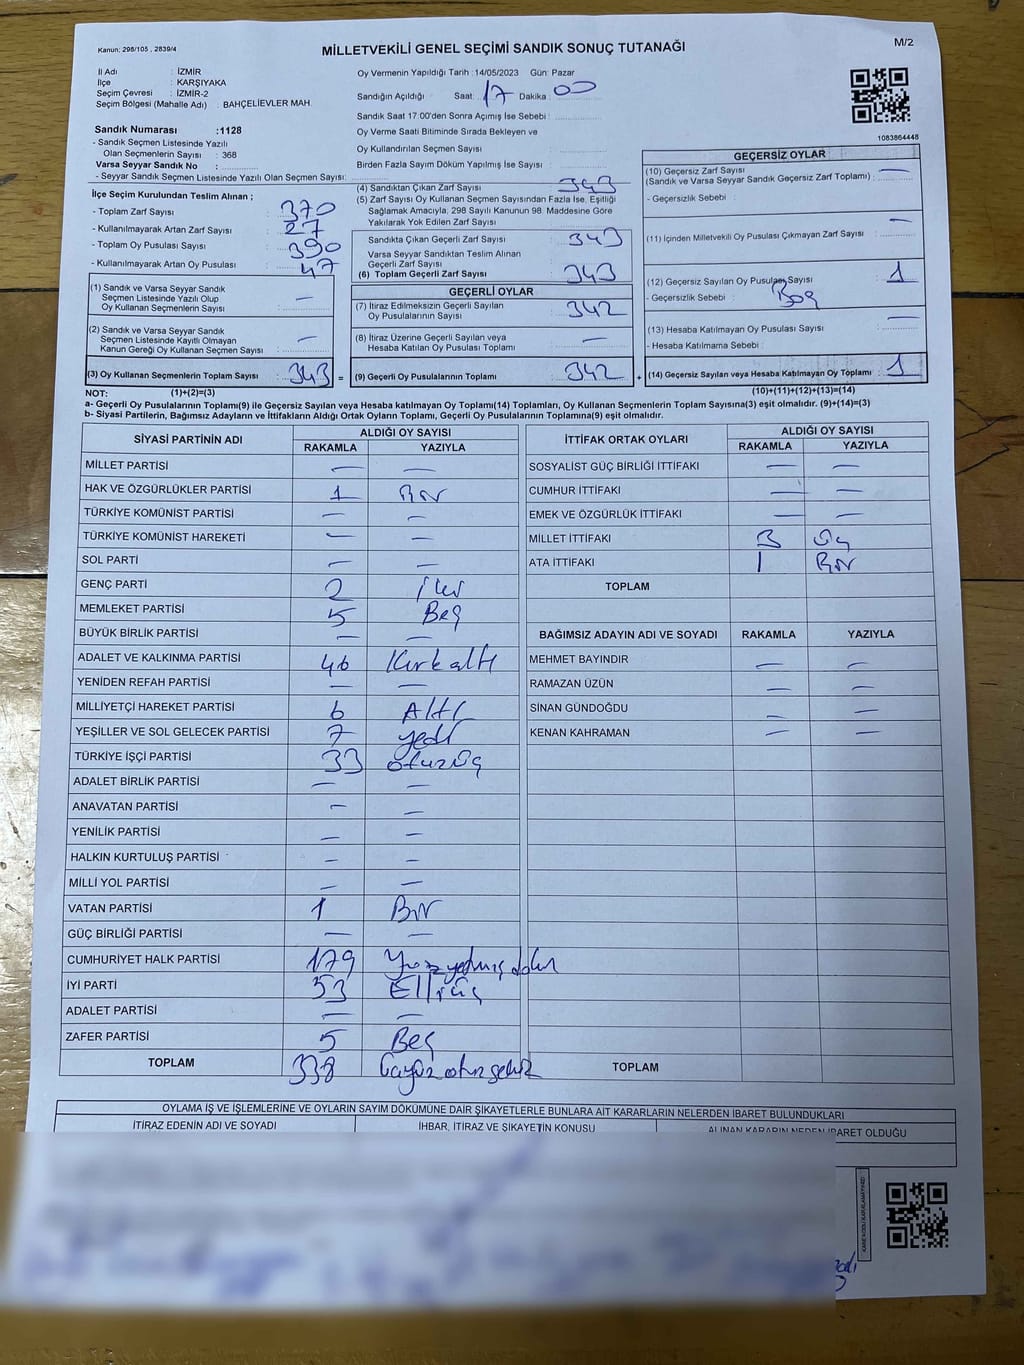 Kanun: 298/105 , 2839/4
MİLLETVEKİLİ GENEL SEÇİMİ SANDIK SONUÇ TUTANAĞI
M/2
İl Adı : İZMİR
İlçe : KARŞIYAKA
Seçim Çevresi : İZMİR-2
Seçim Bölgesi (Mahalle Adı) : BAHÇELİEVLER MAH.
Sandık Numarası :1128
- Sandık Seçmen Listesinde Yazılı
Olan Seçmenlerin Sayısı : 368
Varsa Seyyar Sandık No :
- Seyyar Sandık Seçmen Listesinde Yazılı Olan Seçmen Sayısı:
Oy Vermenin Yapıldığı Tarih :14/05/2023 Gün: Pazar
Sandığın Açıldığı Saat: 17 Dakika : 00
Sandık Saat 17:00'den Sonra Açımış İse Sebebi :
Oy Verme Saati Bitiminde Sırada Bekleyen ve
Oy Kullandırılan Seçmen Sayısı :
Birden Fazla Sayım Döküm Yapılmış İse Sayısı :
1083864448
İlçe Seçim Kurulundan Teslim Alınan ;
- Toplam Zarf Sayısı : 370
- Kullanılmayarak Artan Zarf Sayısı : 27
- Toplam Oy Pusulası Sayısı : 390
- Kullanılmayarak Artan Oy Pusulası : 47
(1) Sandık ve Varsa Seyyar Sandık
Seçmen Listesinde Yazılı Olup
Oy Kullanan Seçmenlerin Sayısı : —
(2) Sandık ve Varsa Seyyar Sandık
Seçmen Listesinde Kayıtlı Olmayan
Kanun Gereği Oy Kullanan Seçmen Sayısı : —
(3) Oy Kullanan Seçmenlerin Toplam Sayısı : 343 =
(4) Sandıktan Çıkan Zarf Sayısı : 343
(5) Zarf Sayısı Oy Kullanan Seçmen Sayısından Fazla İse, Eşitliği
Sağlamak Amacıyla, 298 Sayılı Kanunun 98. Maddesine Göre
Yakılarak Yok Edilen Zarf Sayısı :
Sandıkta Çıkan Geçerli Zarf Sayısı : 343
Varsa Seyyar Sandıktan Teslim Alınan
Geçerli Zarf Sayısı :
(6) Toplam Geçerli Zarf Sayısı : 343
GEÇERLİ OYLAR
(7) İtiraz Edilmeksizin Geçerli Sayılan
Oy Pusulalarının Sayısı : 342
(8) İtiraz Üzerine Geçerli Sayılan veya
Hesaba Katılan Oy Pusulası Toplamı : —
(9) Geçerli Oy Pusulalarının Toplamı : 342 +
GEÇERSİZ OYLAR
(10) Geçersiz Zarf Sayısı
(Sandık ve Varsa Seyyar Sandık Geçersiz Zarf Toplamı) : —
- Geçersizlik Sebebi :
(11) İçinden Milletvekili Oy Pusulası Çıkmayan Zarf Sayısı : —
(12) Geçersiz Sayılan Oy Pusulası Sayısı : 1
- Geçersizlik Sebebi : Boş
(13) Hesaba Katılmayan Oy Pusulası Sayısı : —
- Hesaba Katılmama Sebebi :
(14) Geçersiz Sayılan veya Hesaba Katılmayan Oy Toplamı : 1
NOT: (1)+(2)=(3) (10)+(11)+(12)+(13)=(14)
a- Geçerli Oy Pusulalarının Toplamı(9) ile Geçersiz Sayılan veya Hesaba katılmayan Oy Toplamı(14) Toplamları, Oy Kullanan Seçmenlerin Toplam Sayısına(3) eşit olmalıdır. (9)+(14)=(3)
b- Siyasi Partilerin, Bağımsız Adayların ve İttifakların Aldığı Ortak Oyların Toplamı, Geçerli Oy Pusulalarının Toplamına(9) eşit olmalıdır.
SİYASİ PARTİNİN ADI ALDIĞI OY SAYISI
RAKAMLA YAZIYLA
MİLLET PARTİSİ — —
HAK VE ÖZGÜRLÜKLER PARTİSİ 1 Bir
TÜRKİYE KOMÜNİST PARTİSİ — —
TÜRKİYE KOMÜNİST HAREKETİ — —
SOL PARTİ — —
GENÇ PARTİ 2 iki
MEMLEKET PARTİSİ 5 Beş
BÜYÜK BİRLİK PARTİSİ — —
ADALET VE KALKINMA PARTİSİ 46 Kırkaltı
YENİDEN REFAH PARTİSİ — —
MİLLİYETÇİ HAREKET PARTİSİ 6 Altı
YEŞİLLER VE SOL GELECEK PARTİSİ 7 yedi
TÜRKİYE İŞÇİ PARTİSİ 33 otuzüç
ADALET BİRLİK PARTİSİ — —
ANAVATAN PARTİSİ — —
YENİLİK PARTİSİ — —
HALKIN KURTULUŞ PARTİSİ — —
MİLLİ YOL PARTİSİ — —
VATAN PARTİSİ 1 Bir
GÜÇ BİRLİĞİ PARTİSİ — —
CUMHURİYET HALK PARTİSİ 179 Yüzyetmişdokuz
İYİ PARTİ 53 Elliüç
ADALET PARTİSİ — —
ZAFER PARTİSİ 5 Beş
TOPLAM 338 Üçyüzotuzsekiz
İTTİFAK ORTAK OYLARI ALDIĞI OY SAYISI
RAKAMLA YAZIYLA
SOSYALİST GÜÇ BİRLİĞİ İTTİFAKI — —
CUMHUR İTTİFAKI — —
EMEK VE ÖZGÜRLÜK İTTİFAKI — —
MİLLET İTTİFAKI 3 Üç
ATA İTTİFAKI 1 Bir
TOPLAM
BAĞIMSIZ ADAYIN ADI VE SOYADI RAKAMLA YAZIYLA
MEHMET BAYINDIR — —
RAMAZAN ÜZÜN — —
SİNAN GÜNDOĞDU — —
KENAN KAHRAMAN — —
TOPLAM
OYLAMA İŞ VE İŞLEMLERİNE VE OYLARIN SAYIM DÖKÜMÜNE DAİR ŞİKAYETLERLE BUNLARA AİT KARARLARIN NELERDEN İBARET BULUNDUKLARI
İTİRAZ EDENİN ADI VE SOYADI İHBAR, İTİRAZ VE ŞİKAYETİN KONUSU ALINAN KARARIN NEDEN İBARET OLDUĞU